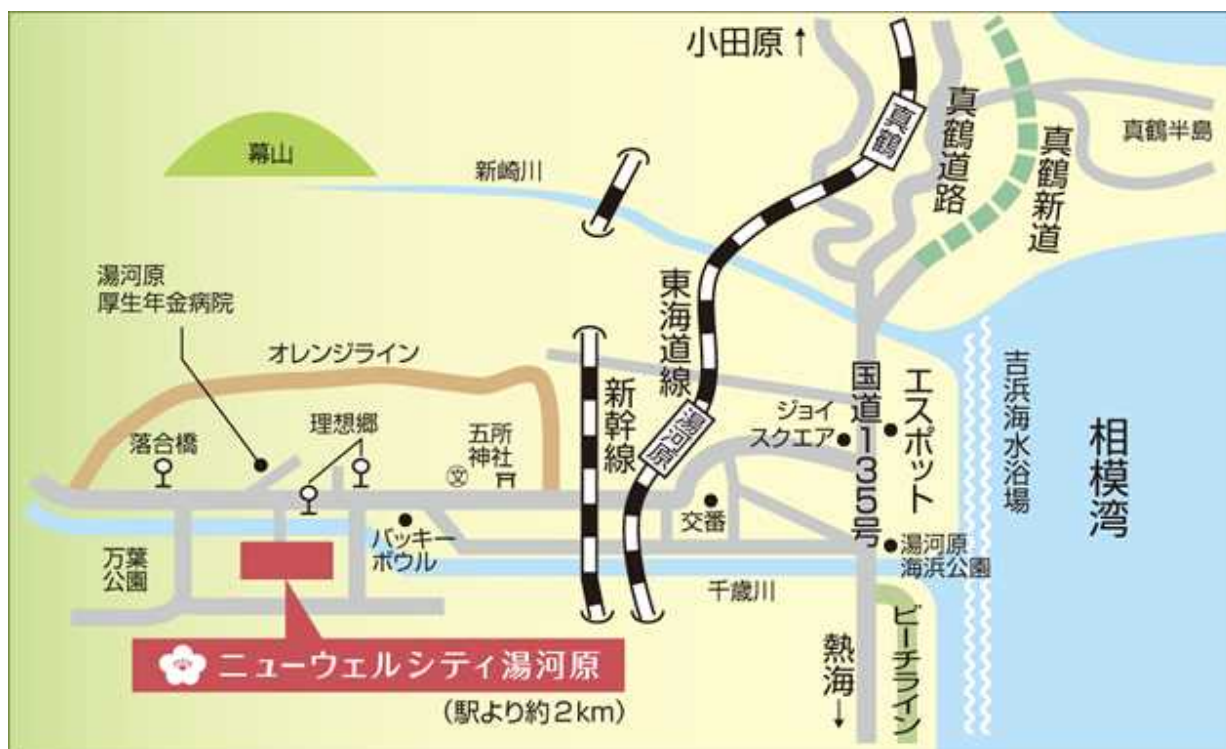 小田原↑
真鶴
真鶴道路
真鶴新道
真鶴半島
幕山
新崎川
湯河原
厚生年金病院
オレンジライン
東海道線
新幹線
湯河原
落合橋
理想郷
五所
神社
文
ジョイ
スクエア
国道135号
エスポット
吉浜海水浴場
相模湾
交番
バッキー
ボウル
万葉
公園
湯河原
海浜公園
千歳川
ニューウェルシティ湯河原
(駅より約2km)
熱海↓
ビーチライン